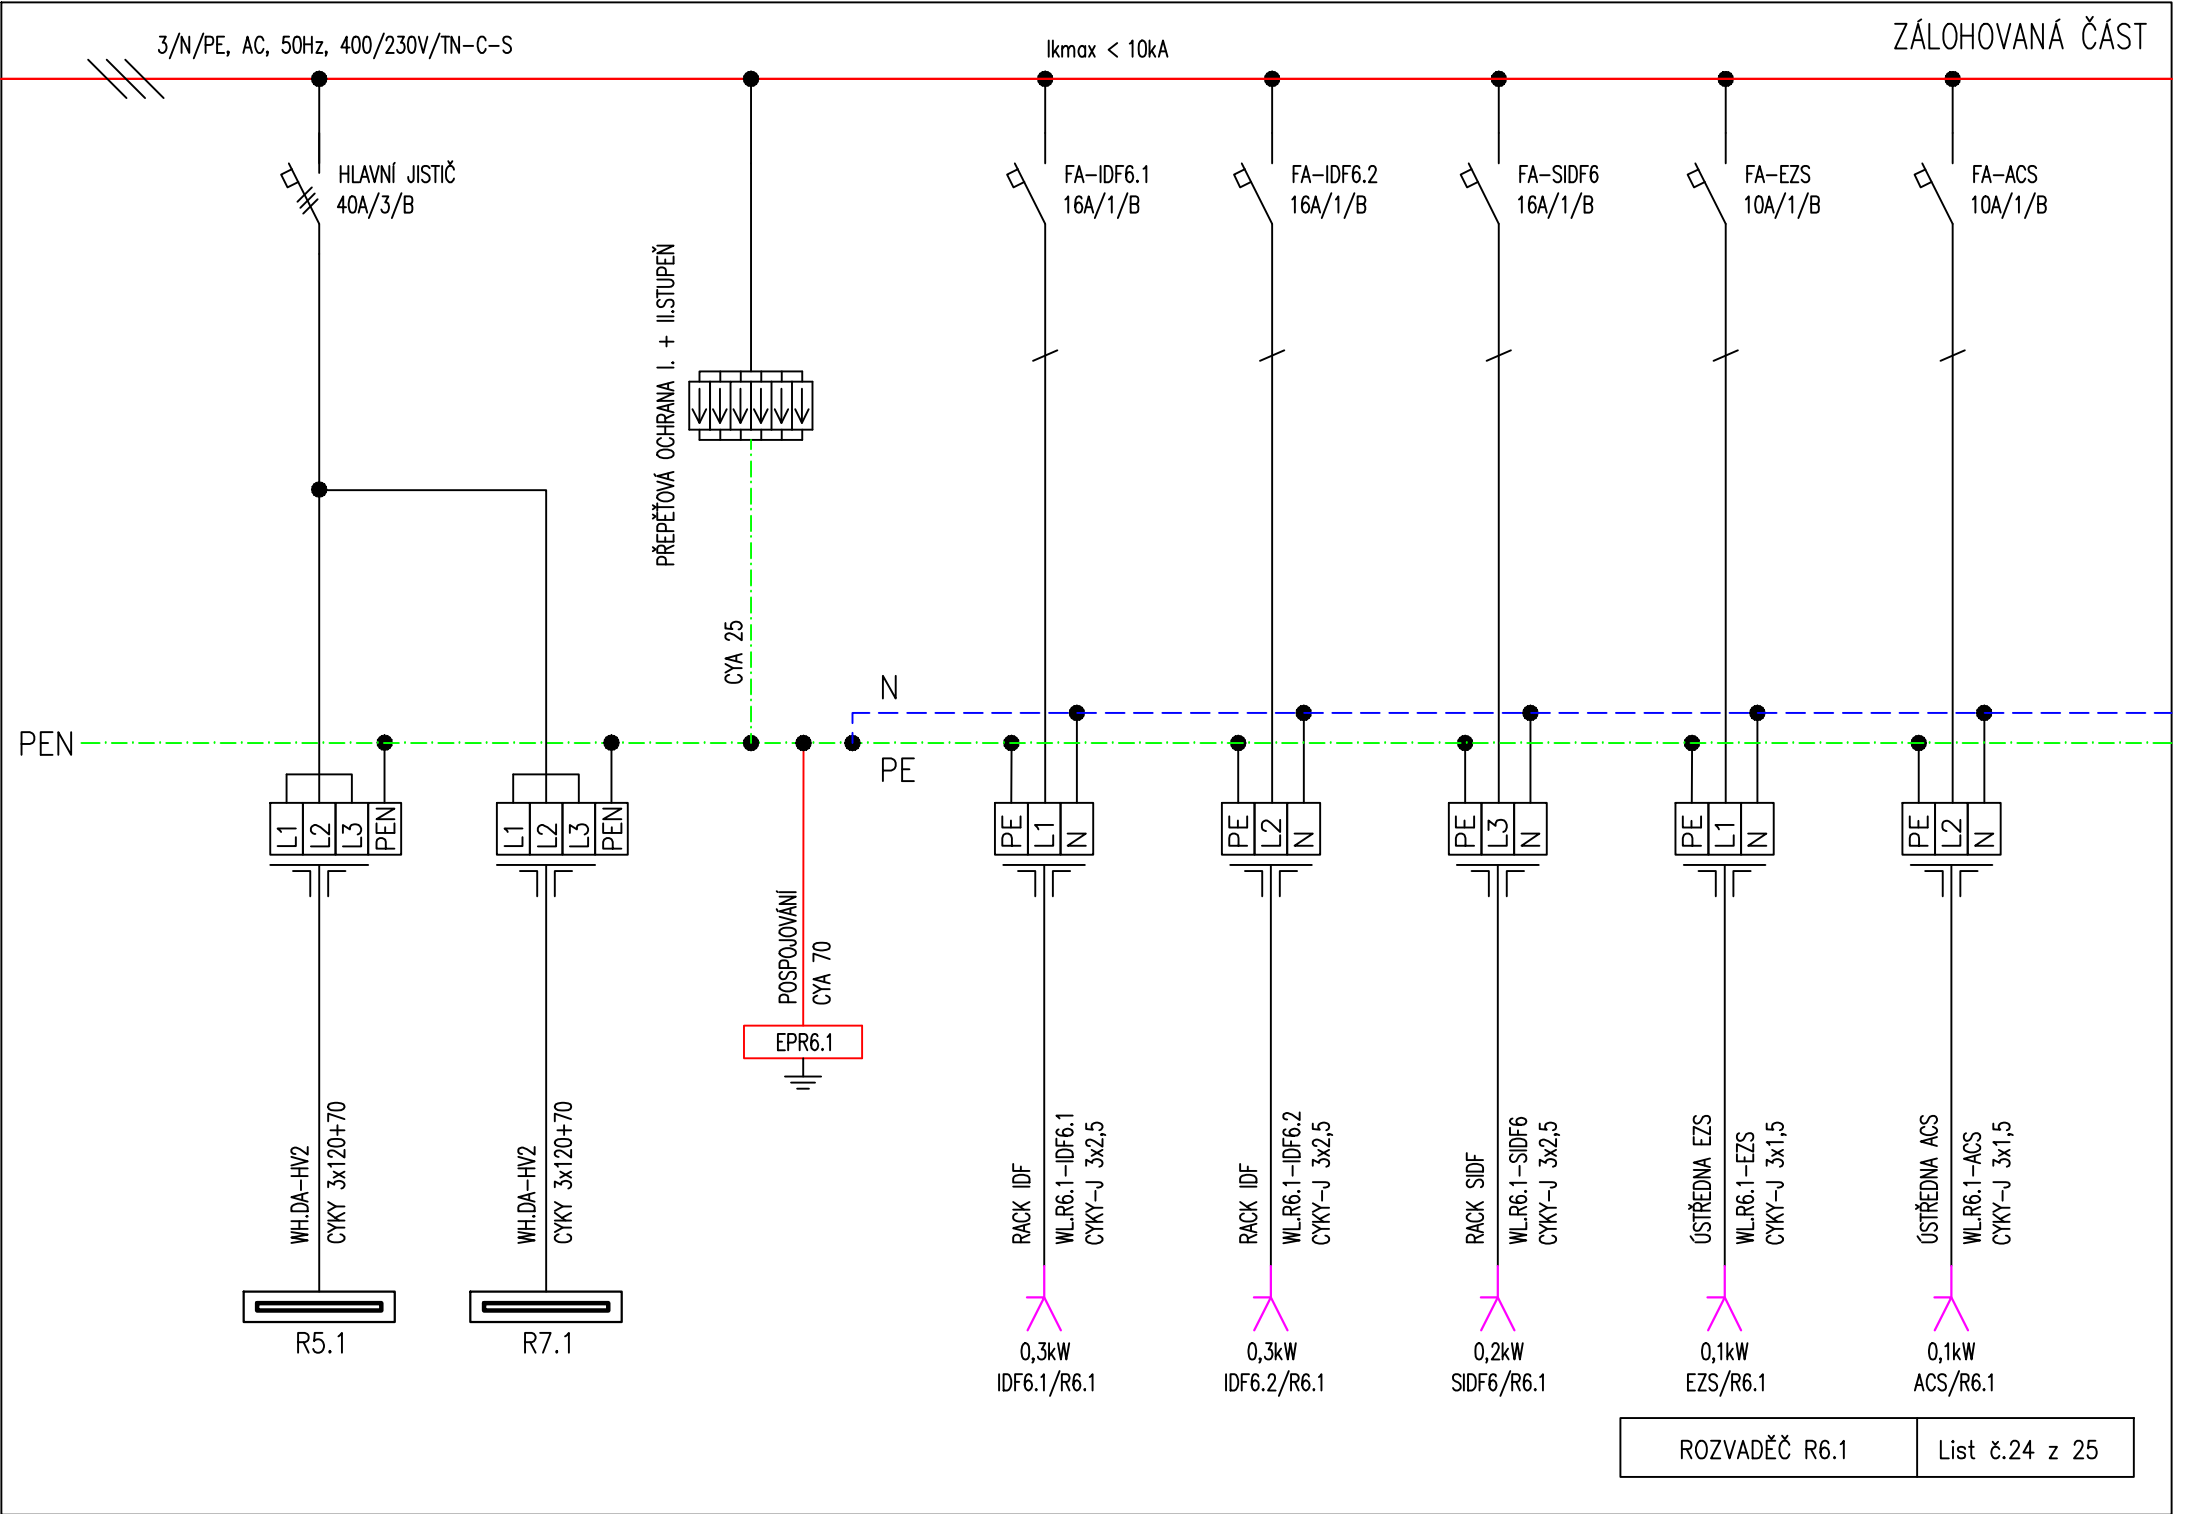 3/N/PE, AC, 50Hz, 400/230V/TN-C-S
Ikmax < 10kA
ZÁLOHOVANÁ ČÁST
HLAVNÍ JISTIČ
40A/3/B
FA-IDF6.1
16A/1/B
FA-IDF6.2
16A/1/B
FA-SIDF6
16A/1/B
FA-EZS
10A/1/B
FA-ACS
10A/1/B
PŘEPĚŤOVÁ OCHRANA I. + II.STUPEŇ
CYA 25
N
PEN
PE
L1 L2 L3 PEN
L1 L2 L3 PEN
PE L1 N
PE L2 N
PE L3 N
PE L1 N
PE L2 N
POSPOJOVÁNÍ
CYA 70
EPR6.1
WH.DA-HV2
CYKY 3x120+70
WH.DA-HV2
CYKY 3x120+70
RACK IDF
WL.R6.1-IDF6.1
CYKY-J 3x2,5
RACK IDF
WL.R6.1-IDF6.2
CYKY-J 3x2,5
RACK SIDF
WL.R6.1-SIDF6
CYKY-J 3x2,5
ÚSTŘEDNA EZS
WL.R6.1-EZS
CYKY-J 3x1,5
ÚSTŘEDNA ACS
WL.R6.1-ACS
CYKY-J 3x1,5
R5.1
R7.1
0,3kW
IDF6.1/R6.1
0,3kW
IDF6.2/R6.1
0,2kW
SIDF6/R6.1
0,1kW
EZS/R6.1
0,1kW
ACS/R6.1
ROZVADĚČ R6.1
List č.24 z 25